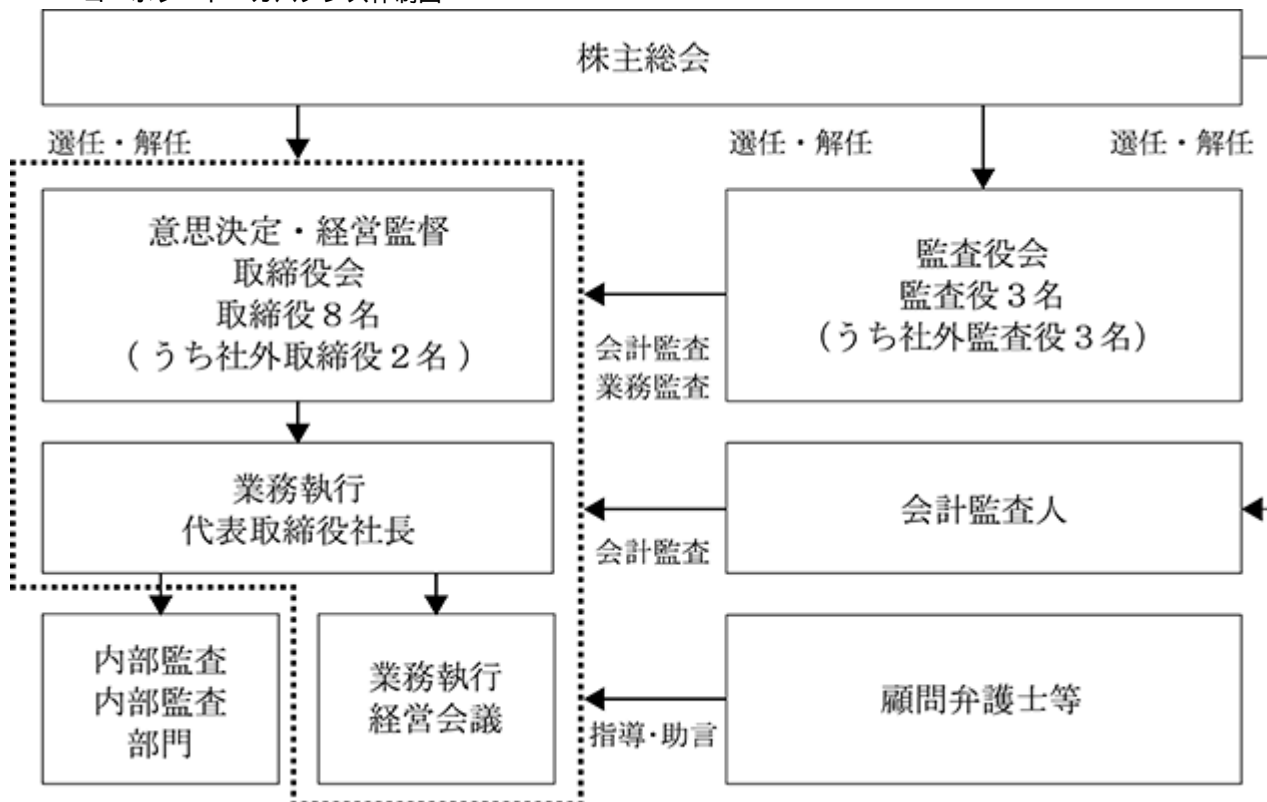 株主総会
選任・解任
選任・解任
選任・解任
意思決定・経営監督
取締役会
取締役８名
（うち社外取締役２名）
監査役会
監査役３名
（うち社外監査役３名）
会計監査
業務監査
業務執行
代表取締役社長
会計監査人
会計監査
内部監査
内部監査
部門
業務執行
経営会議
顧問弁護士等
指導・助言